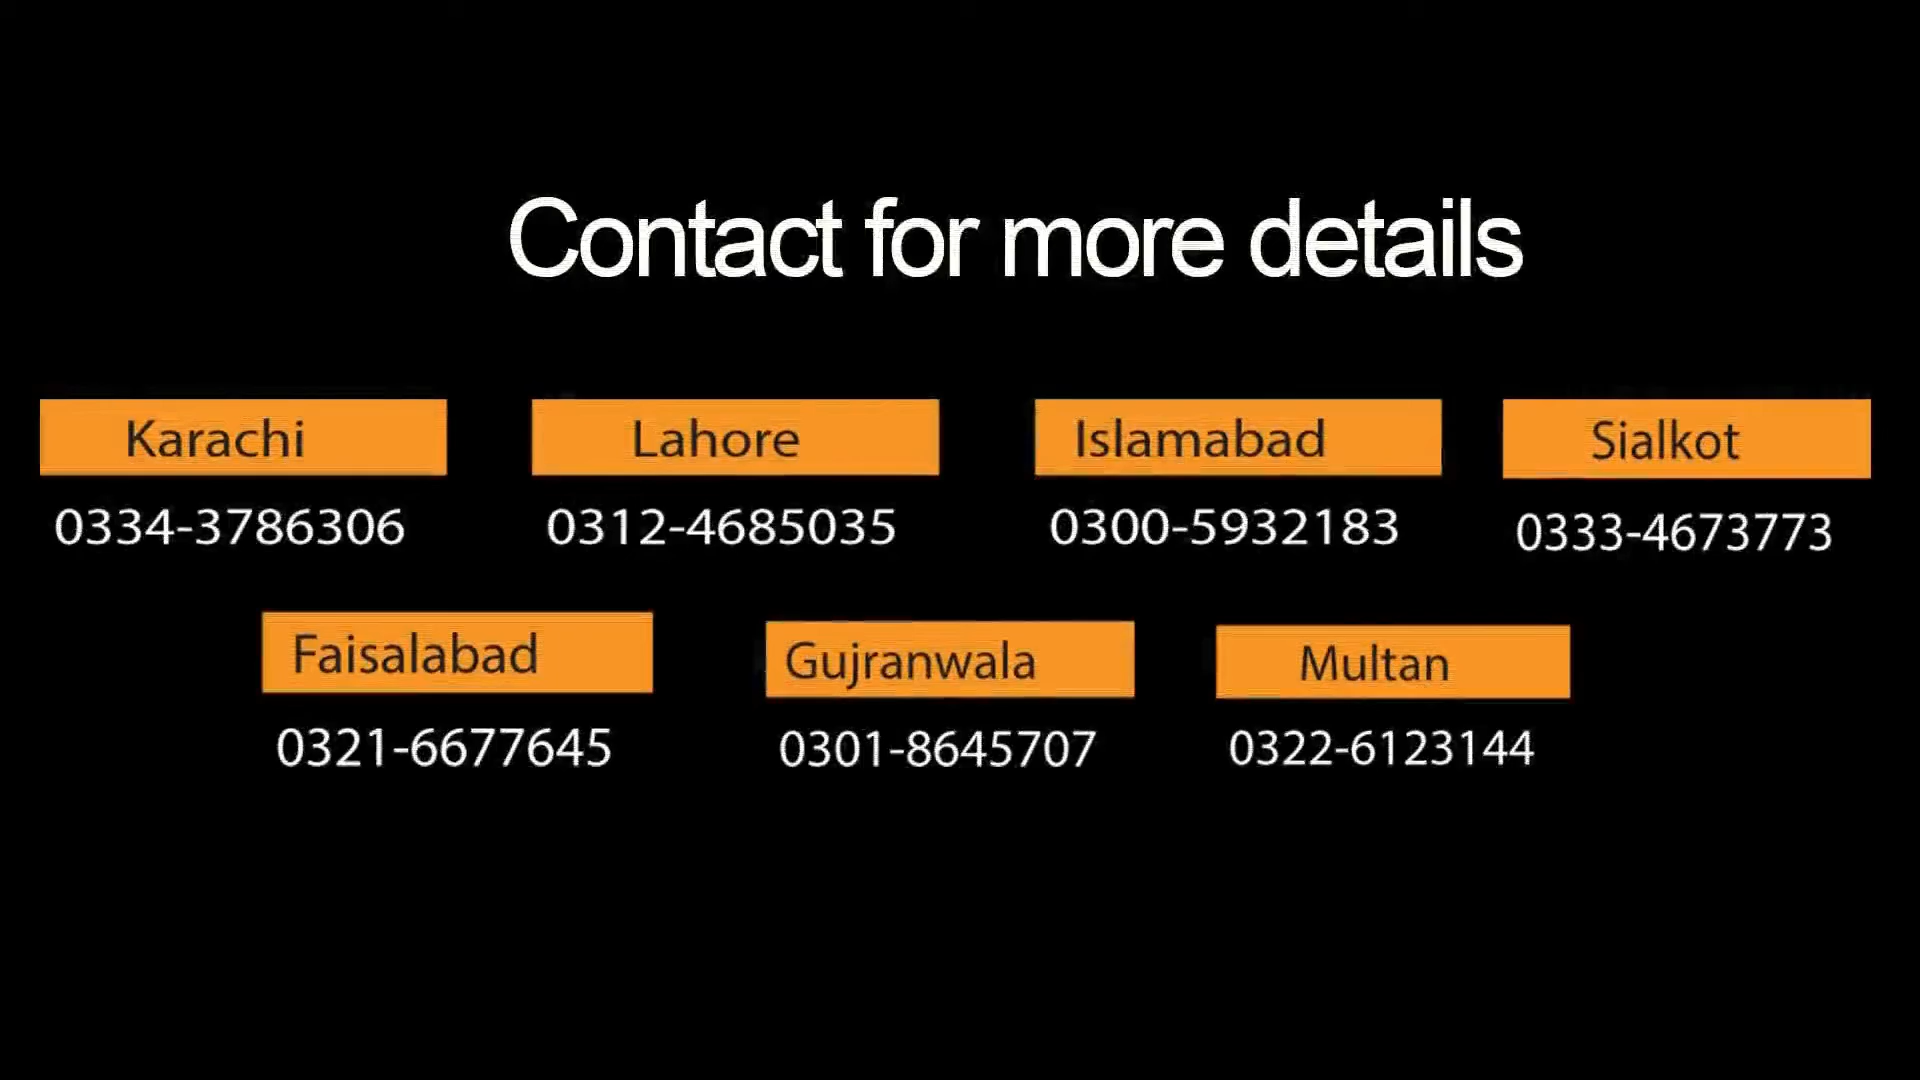 Contact for more details
Karachi Lahore Islamabad Sialkot
0334-3786306 0312-4685035 0300-5932183 0333-4673773
Faisalabad Gujranwala Multan
0321-6677645 0301-8645707 0322-6123144